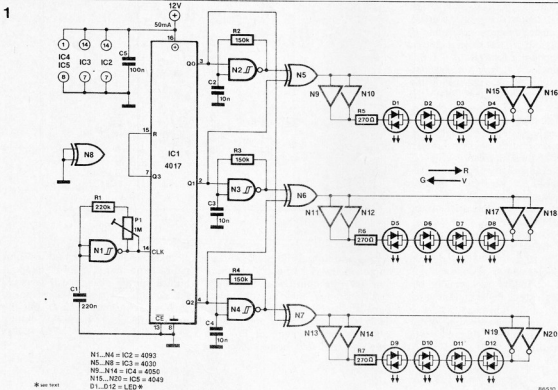 1
12V
50mA
1
14
14
IC4
IC5
IC3
IC2
8
7
7
C5
100n
16
N8
15
R
Q3
7
IC1
4017
Q0
3
Q1
2
Q2
4
14
CLK
CE
13
8
R1
220k
P1
1M
N1
C1
220n
R2
150k
N2
C2
10n
N5
N9
N10
R5
270Ω
D1
D2
D3
D4
N15
N16
R
G
V
R3
150k
N3
C3
10n
N6
N11
N12
R6
270Ω
D5
D6
D7
D8
N17
N18
R4
150k
N4
C4
10n
N7
N13
N14
R7
270Ω
D9
D10
D11
D12
N19
N20
N1...N4 = IC2 = 4093
N5...N8 = IC3 = 4030
N9...N14 = IC4 = 4050
N15...N20 = IC5 = 4049
D1...D12 = LED*
* see text